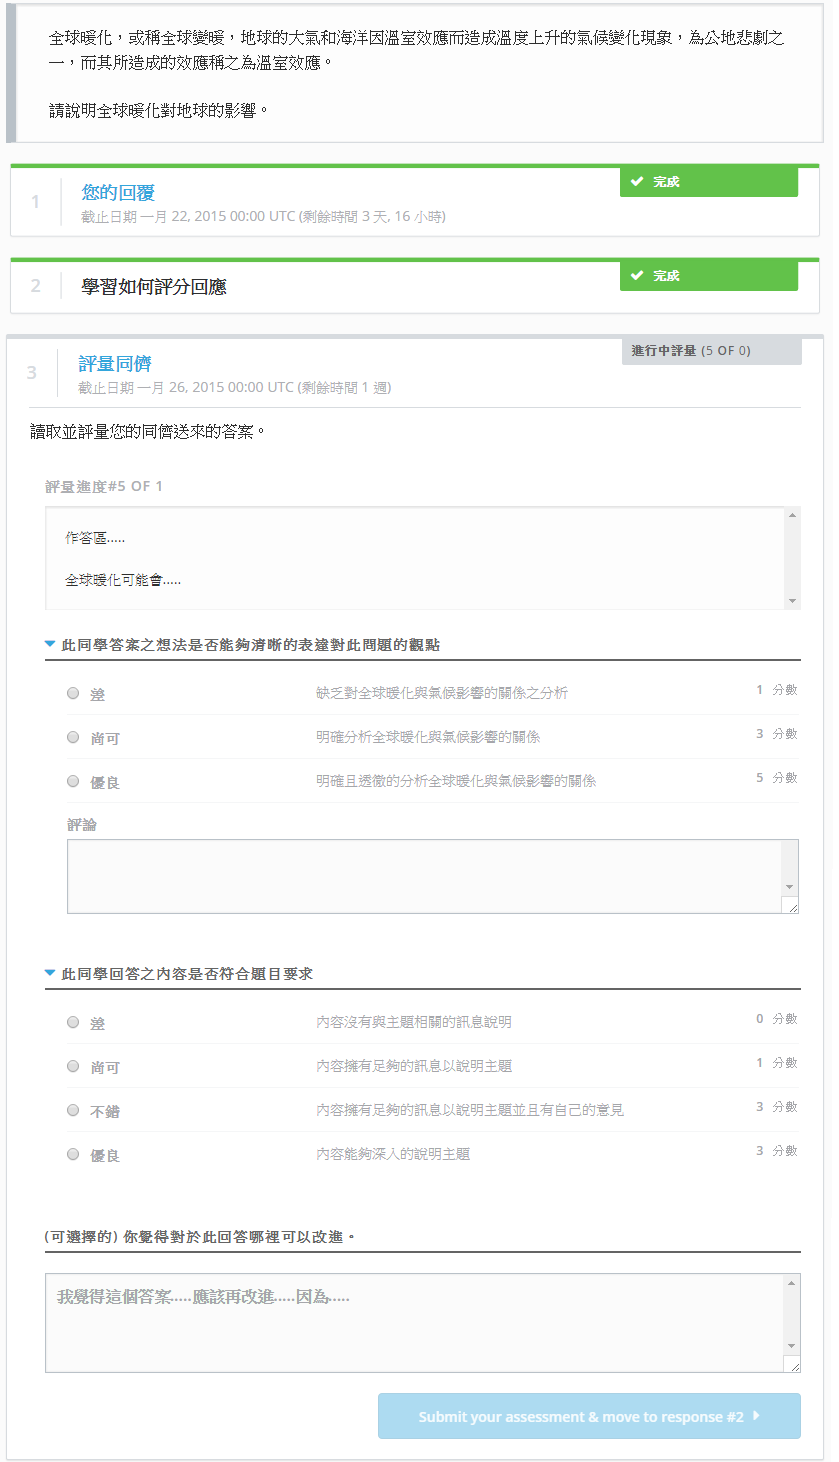 全球暖化，或稱全球變暖，地球的大氣和海洋因溫室效應而造成溫度上升的氣候變化現象，為公地悲劇之
一，而其所造成的效應稱之為溫室效應。
請說明全球暖化對地球的影響。
1
您的回覆
截止日期 一月 22, 2015 00:00 UTC (剩餘時間 3 天, 16 小時)
完成
2
學習如何評分回應
完成
3
評量同儕
截止日期 一月 26, 2015 00:00 UTC (剩餘時間 1 週)
進行中評量 (5 OF 0)
讀取並評量您的同儕送來的答案。
評量進度#5 OF 1
作答區.....
全球暖化可能會.....
此同學答案之想法是否能夠清晰的表達對此問題的觀點
差 缺乏對全球暖化與氣候影響的關係之分析 1 分數
尚可 明確分析全球暖化與氣候影響的關係 3 分數
優良 明確且透徹的分析全球暖化與氣候影響的關係 5 分數
評論
此同學回答之內容是否符合題目要求
差 內容沒有與主題相關的訊息說明 0 分數
尚可 內容擁有足夠的訊息以說明主題 1 分數
不錯 內容擁有足夠的訊息以說明主題並且有自己的意見 3 分數
優良 內容能夠深入的說明主題 3 分數
(可選擇的) 你覺得對於此回答哪裡可以改進。
我覺得這個答案.....應該再改進.....因為.....
Submit your assessment & move to response #2